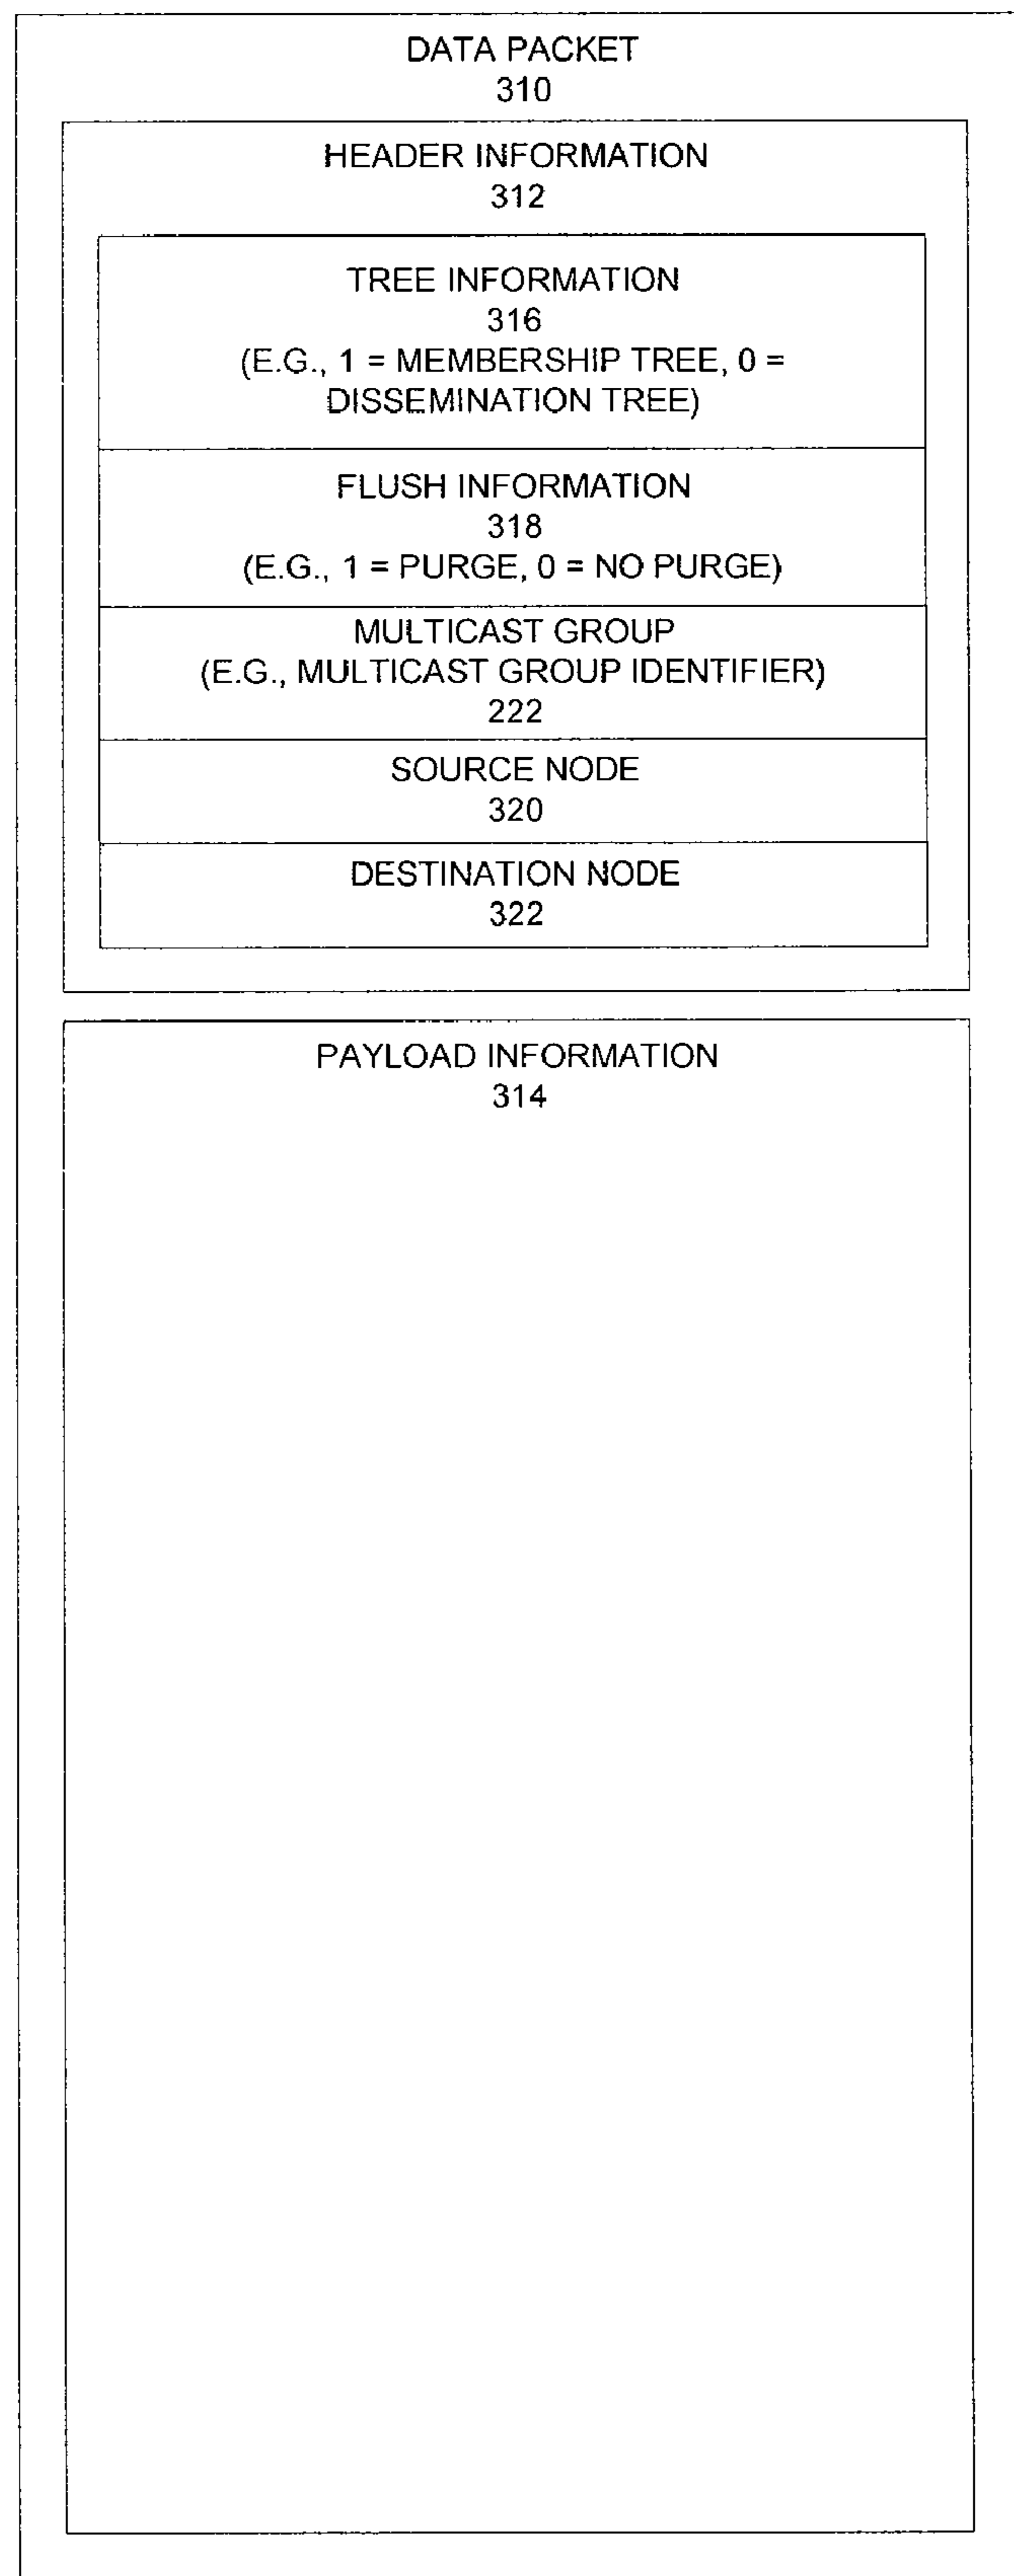 DATA PACKET
310
HEADER INFORMATION
312
TREE INFORMATION
316
(E.G., 1 = MEMBERSHIP TREE, 0 =
DISSEMINATION TREE)
FLUSH INFORMATION
318
(E.G., 1 = PURGE, 0 = NO PURGE)
MULTICAST GROUP
(E.G., MULTICAST GROUP IDENTIFIER)
222
SOURCE NODE
320
DESTINATION NODE
322
PAYLOAD INFORMATION
314